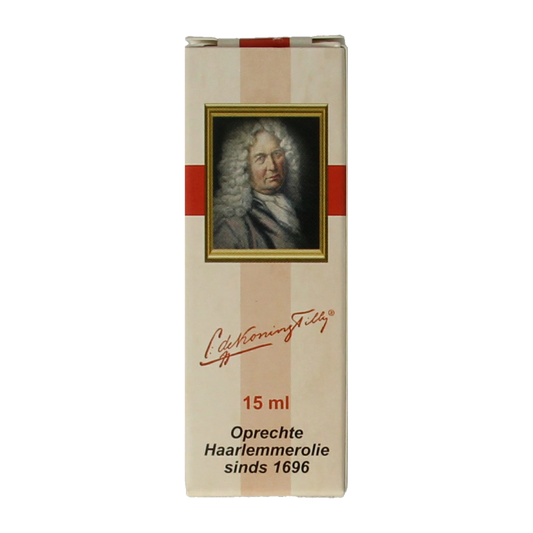 C. de Koning Tilly®
15 ml
Oprechte
Haarlemmerolie
sinds 1696